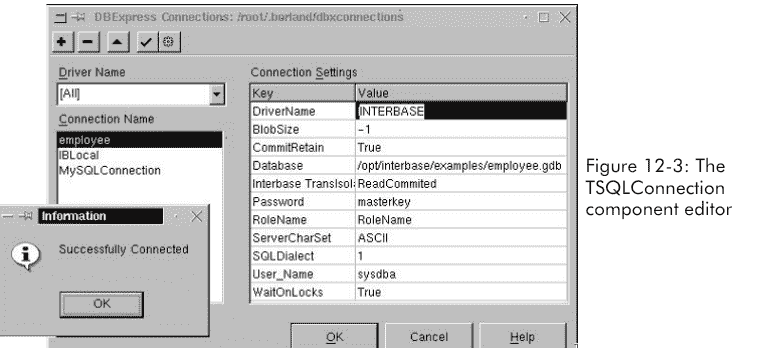 DBExpress Connections: /root/.borland/dbxconnections
Driver Name
[All]
Connection Name
employee
IBLocal
MySQLConnection
Connection Settings
Key Value
DriverName INTERBASE
BlobSize -1
CommitRetain True
Database /opt/interbase/examples/employee.gdb
Interbase TransIsol ReadCommited
Password masterkey
RoleName RoleName
ServerCharSet ASCII
SQLDialect 1
User_Name sysdba
WaitOnLocks True
OK Cancel Help
Information
Successfully Connected
OK
Figure 12-3: The
TSQLConnection
component editor